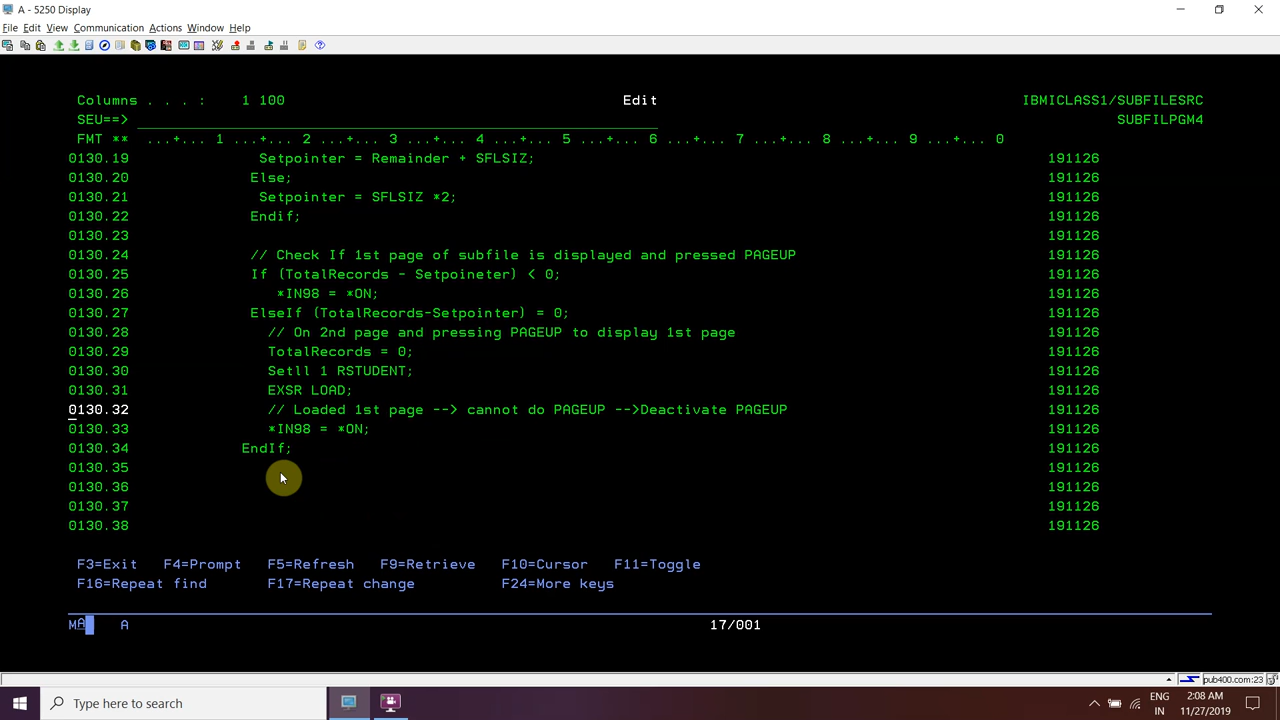 A - 5250 Display
File Edit View Communication Actions Window Help
Columns . . . : 1 100 Edit IBMICLASS1/SUBFILESRC
SEU==> SUBFILPGM4
FMT ** ...+... 1 ...+... 2 ...+... 3 ...+... 4 ...+... 5 ...+... 6 ...+... 7 ...+... 8 ...+... 9 ...+... 0
0130.19 Setpointer = Remainder + SFLSIZ; 191126
0130.20 Else; 191126
0130.21 Setpointer = SFLSIZ *2; 191126
0130.22 Endif; 191126
0130.23 191126
0130.24 // Check If 1st page of subfile is displayed and pressed PAGEUP 191126
0130.25 If (TotalRecords - Setpoineter) < 0; 191126
0130.26 *IN98 = *ON; 191126
0130.27 ElseIf (TotalRecords-Setpointer) = 0; 191126
0130.28 // On 2nd page and pressing PAGEUP to display 1st page 191126
0130.29 TotalRecords = 0; 191126
0130.30 Setll 1 RSTUDENT; 191126
0130.31 EXSR LOAD; 191126
0130.32 // Loaded 1st page --> cannot do PAGEUP -->Deactivate PAGEUP 191126
0130.33 *IN98 = *ON; 191126
0130.34 EndIf; 191126
0130.35 191126
0130.36 191126
0130.37 191126
0130.38 191126
F3=Exit F4=Prompt F5=Refresh F9=Retrieve F10=Cursor F11=Toggle
F16=Repeat find F17=Repeat change F24=More keys
MA A 17/001
pub400.com:23
Type here to search ENG 2:08 AM
IN 11/27/2019